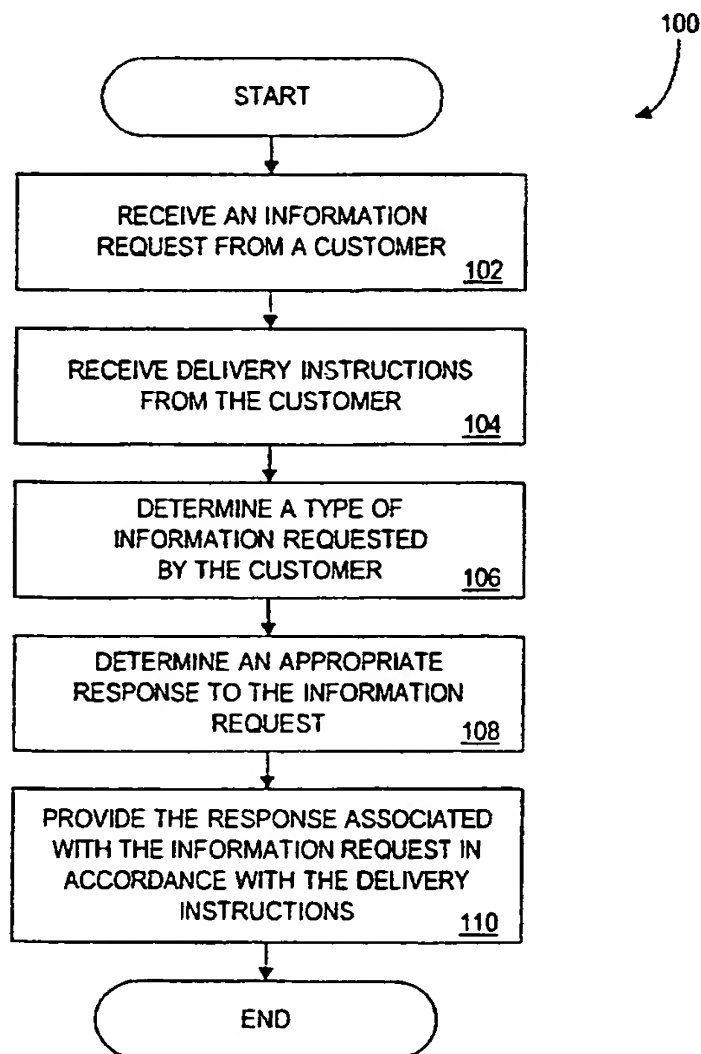 100
START
RECEIVE AN INFORMATION
REQUEST FROM A CUSTOMER
102
RECEIVE DELIVERY INSTRUCTIONS
FROM THE CUSTOMER
104
DETERMINE A TYPE OF
INFORMATION REQUESTED
BY THE CUSTOMER
106
DETERMINE AN APPROPRIATE
RESPONSE TO THE INFORMATION
REQUEST
108
PROVIDE THE RESPONSE ASSOCIATED
WITH THE INFORMATION REQUEST IN
ACCORDANCE WITH THE DELIVERY
INSTRUCTIONS
110
END